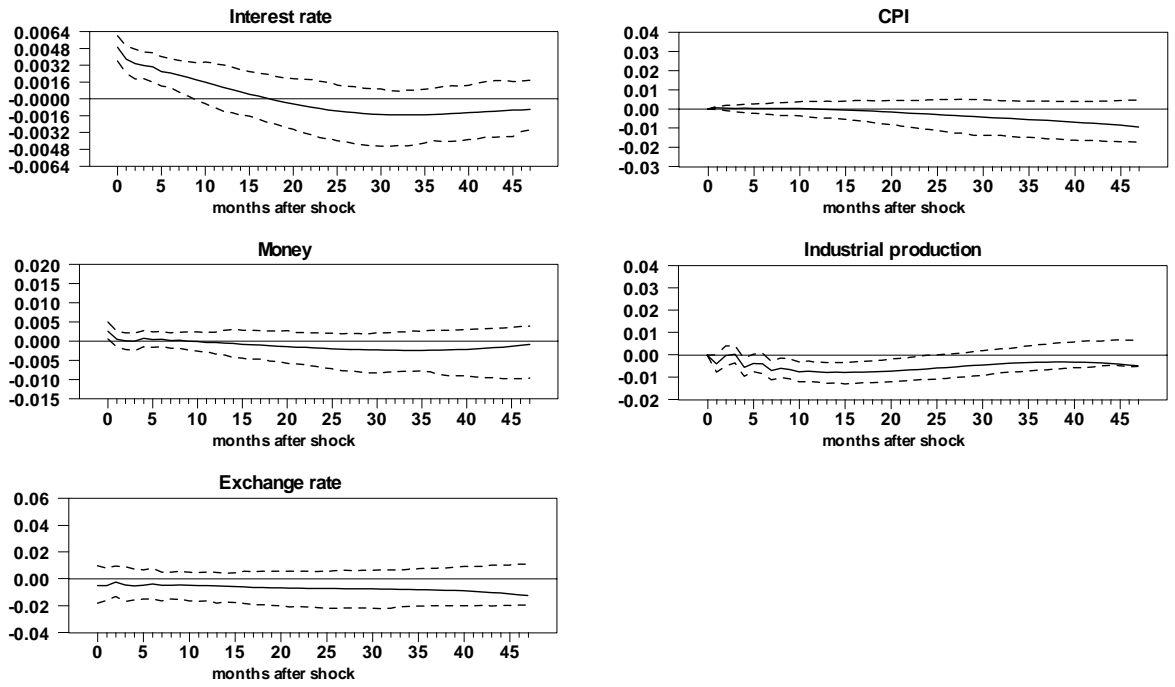 Interest rate
0.0064
0.0048
0.0032
0.0016
-0.0000
-0.0016
-0.0032
-0.0048
-0.0064
0 5 10 15 20 25 30 35 40 45
months after shock
CPI
0.04
0.04
0.03
0.02
0.01
0.00
-0.01
-0.01
-0.02
-0.03
0 5 10 15 20 25 30 35 40 45
months after shock
Money
0.020
0.015
0.010
0.005
0.000
-0.005
-0.010
-0.015
0 5 10 15 20 25 30 35 40 45
months after shock
Industrial production
0.04
0.03
0.02
0.01
0.00
-0.01
-0.02
0 5 10 15 20 25 30 35 40 45
months after shock
Exchange rate
0.06
0.04
0.02
0.00
-0.02
-0.04
0 5 10 15 20 25 30 35 40 45
months after shock